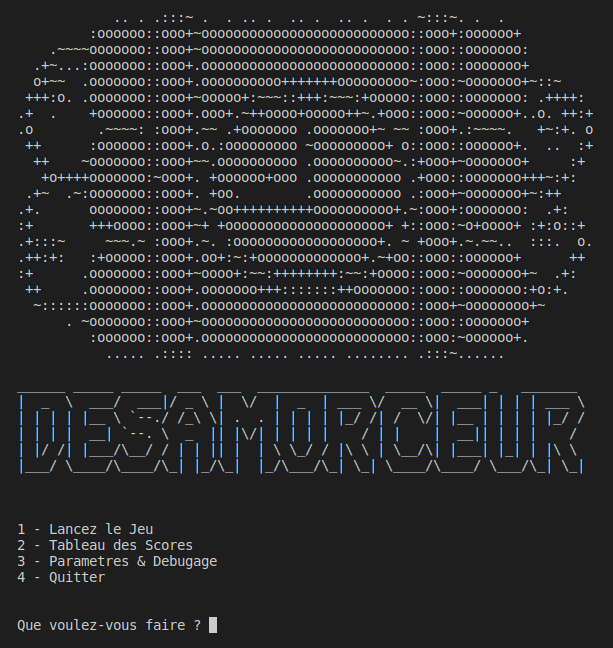 DESAMORCEUR
1 - Lancez le Jeu
2 - Tableau des Scores
3 - Parametres & Debugage
4 - Quitter
Que voulez-vous faire ?